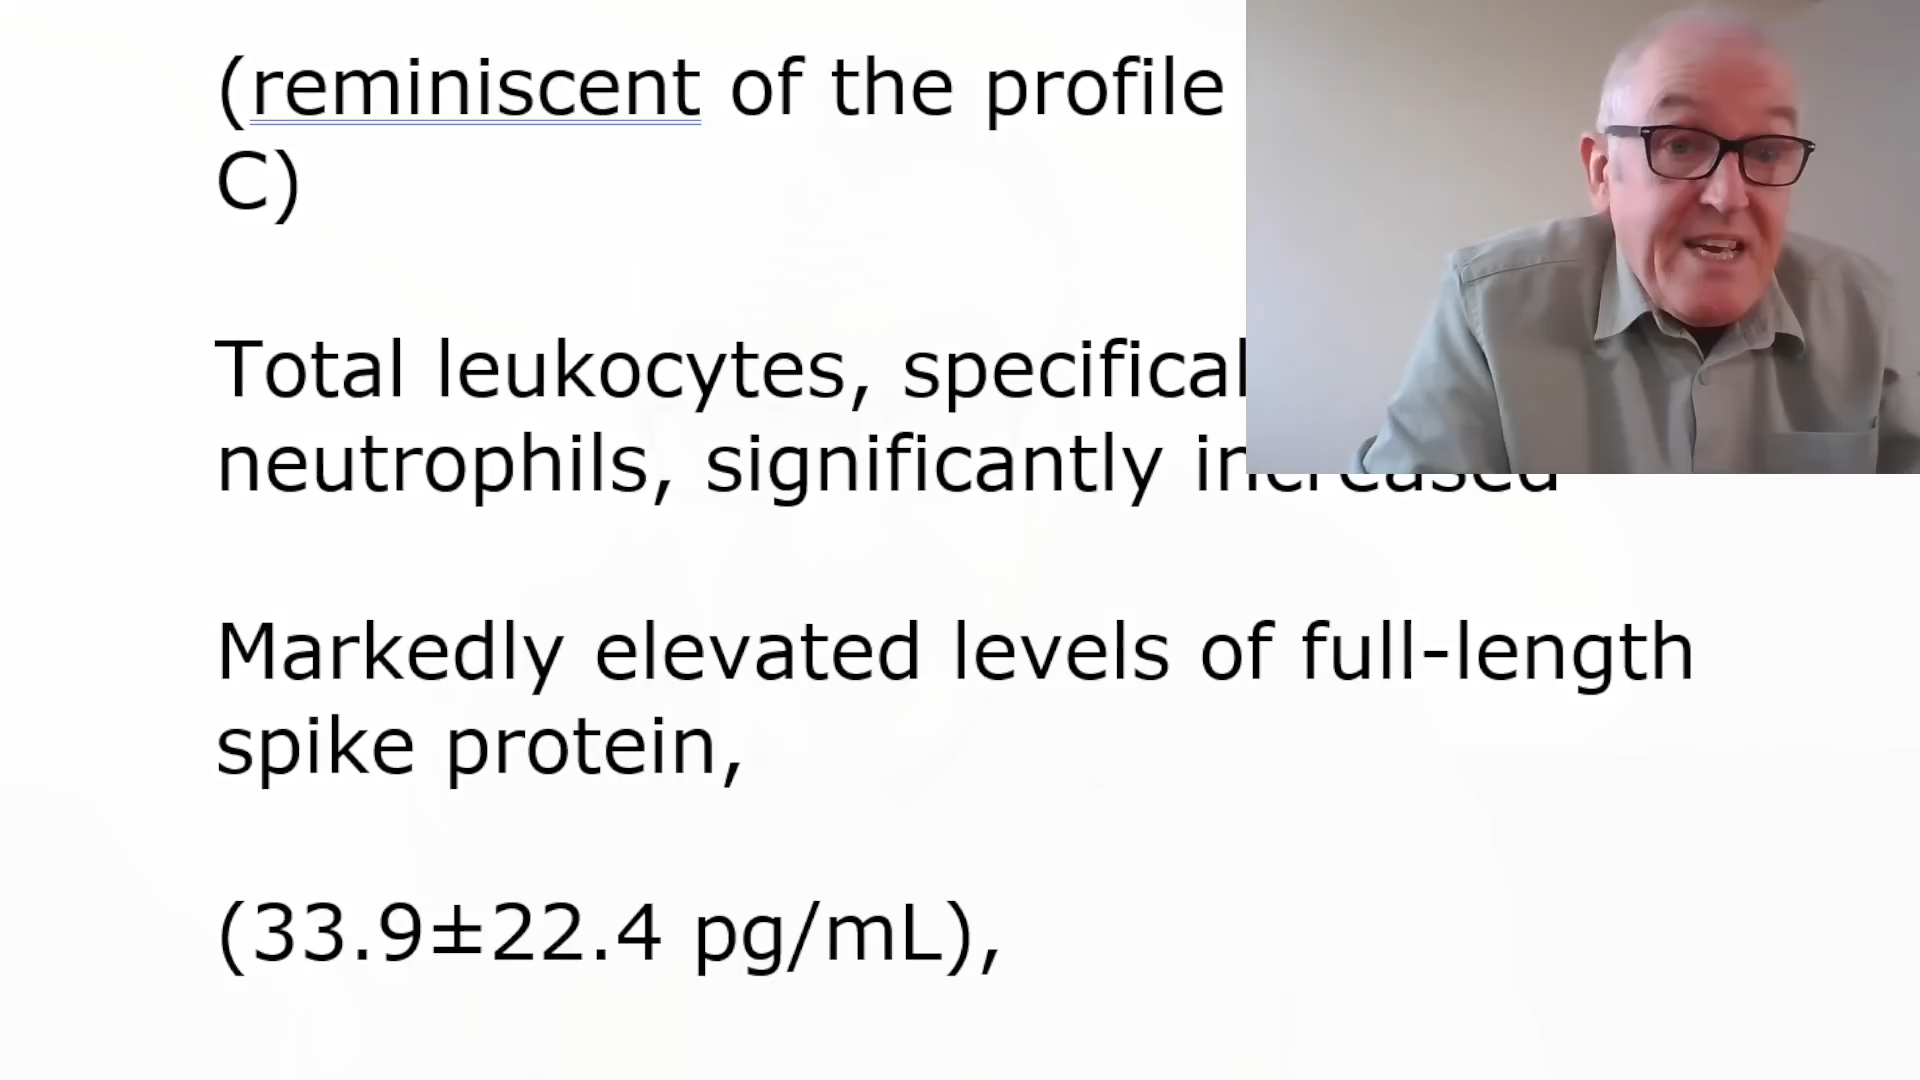 (reminiscent of the profile
C)
Total leukocytes, specifical
neutrophils, significantly increased
Markedly elevated levels of full-length
spike protein,
(33.9±22.4 pg/mL),